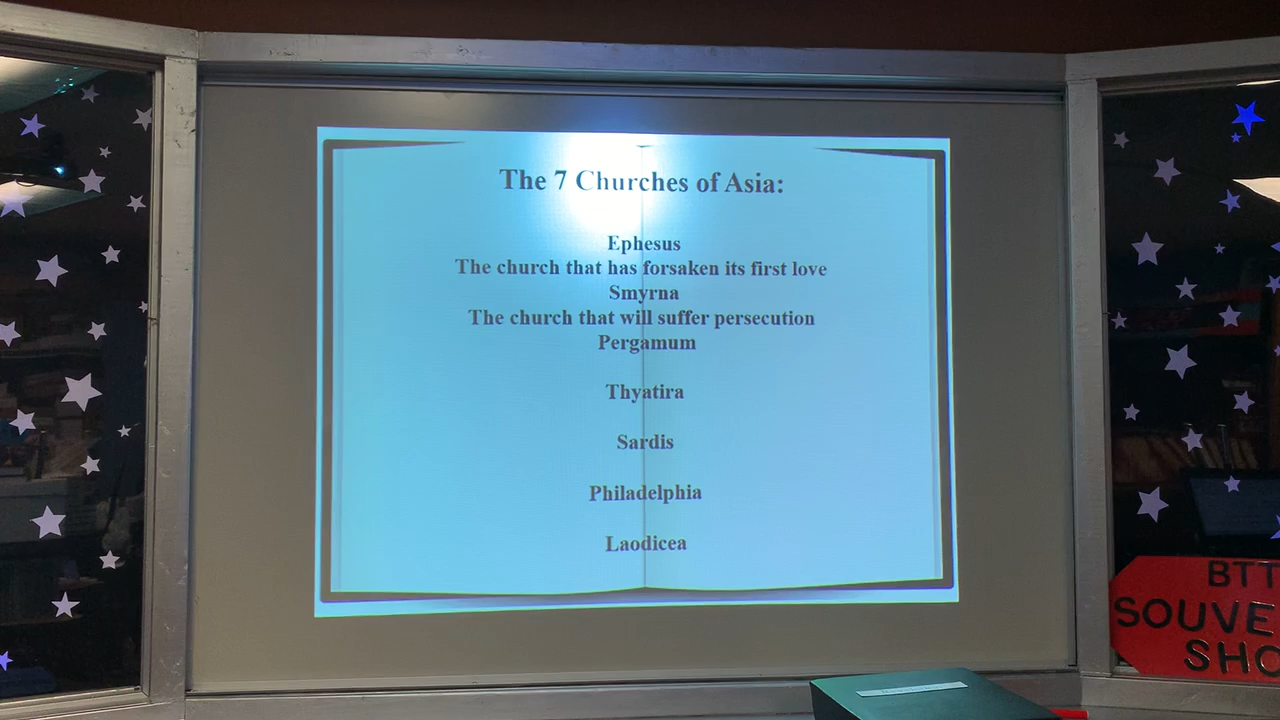 The 7 Churches of Asia:
Ephesus
The church that has forsaken its first love
Smyrna
The church that will suffer persecution
Pergamum
Thyatira
Sardis
Philadelphia
Laodicea
BTT
SOUVE
SHO